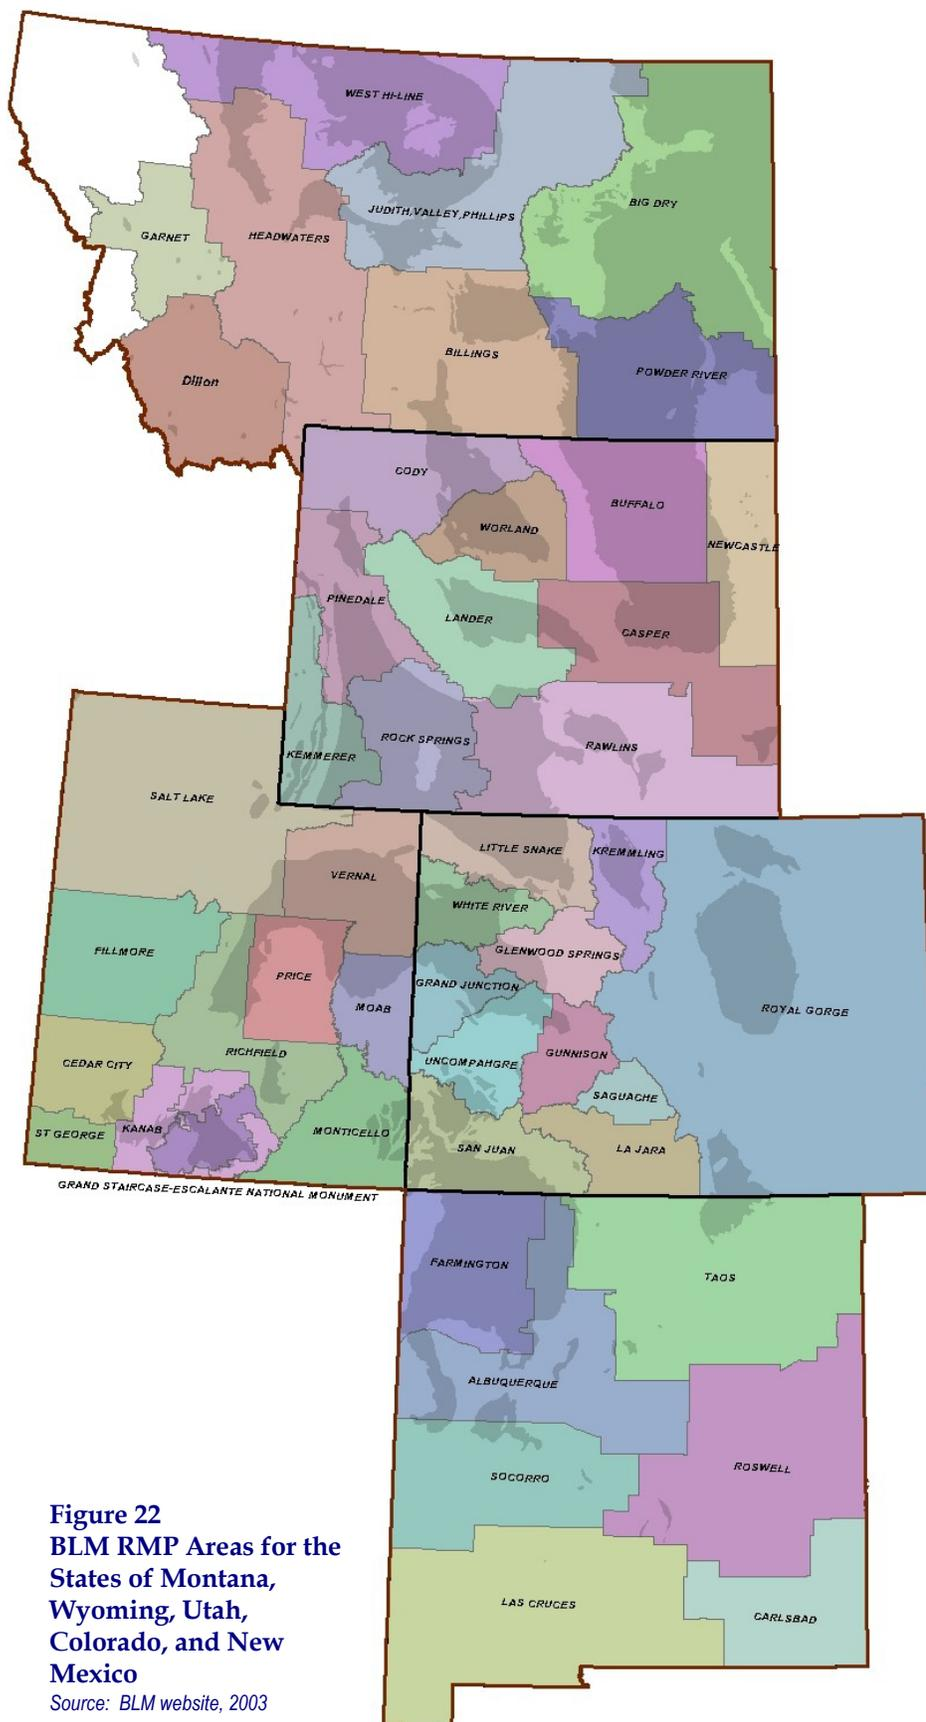 WEST HI-LINE
BIG DRY
JUDITH,VALLEY,PHILLIPS
GARNET
HEADWATERS
BILLINGS
POWDER RIVER
Dillon
CODY
BUFFALO
WORLAND
NEWCASTLE
PINEDALE
LANDER
CASPER
ROCK SPRINGS
RAWLINS
KEMMERER
SALT LAKE
LITTLE SNAKE
KREMMLING
VERNAL
WHITE RIVER
FILLMORE
GLENWOOD SPRINGS
PRICE
GRAND JUNCTION
MOAB
ROYAL GORGE
RICHFIELD
GUNNISON
CEDAR CITY
UNCOMPAHGRE
SAGUACHE
KANAB
ST GEORGE
MONTICELLO
SAN JUAN
LA JARA
GRAND STAIRCASE-ESCALANTE NATIONAL MONUMENT
FARMINGTON
TAOS
ALBUQUERQUE
ROSWELL
SOCORRO
LAS CRUCES
CARLSBAD
Figure 22
BLM RMP Areas for the
States of Montana,
Wyoming, Utah,
Colorado, and New
Mexico
Source: BLM website, 2003